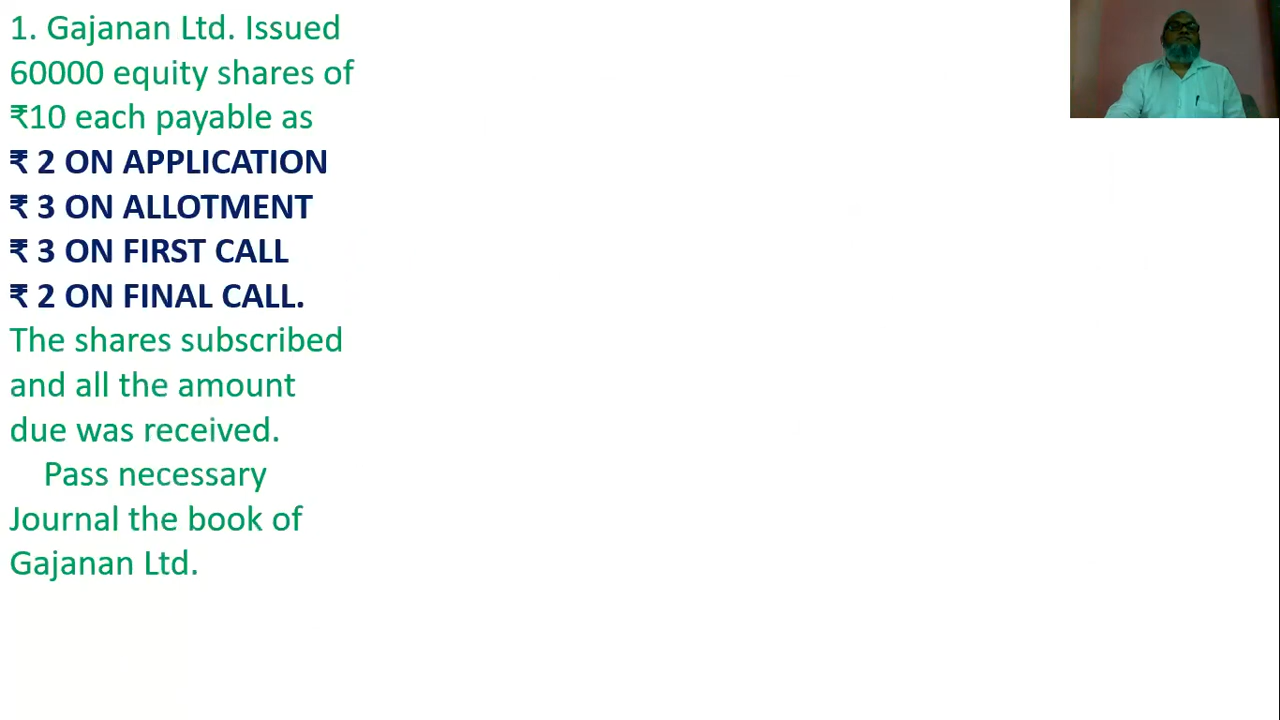 1. Gajanan Ltd. Issued
60000 equity shares of
₹10 each payable as
₹ 2 ON APPLICATION
₹ 3 ON ALLOTMENT
₹ 3 ON FIRST CALL
₹ 2 ON FINAL CALL.
The shares subscribed
and all the amount
due was received.
Pass necessary
Journal the book of
Gajanan Ltd.